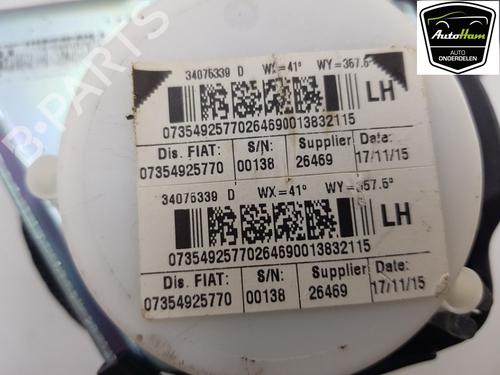 AutoHam
AUTO
ONDERDELEN
B-PARTS
34075339 D WX=41° WY=357.5°
LH
07354925770264690013832115
Dis. FIAT: S/N: Supplier Date:
07354925770 00138 26469 17/11/15
34075339 D WX=41° WY=357.5°
LH
07354925770264690013832115
Dis. FIAT: S/N: Supplier Date:
07354925770 00138 26469 17/11/15